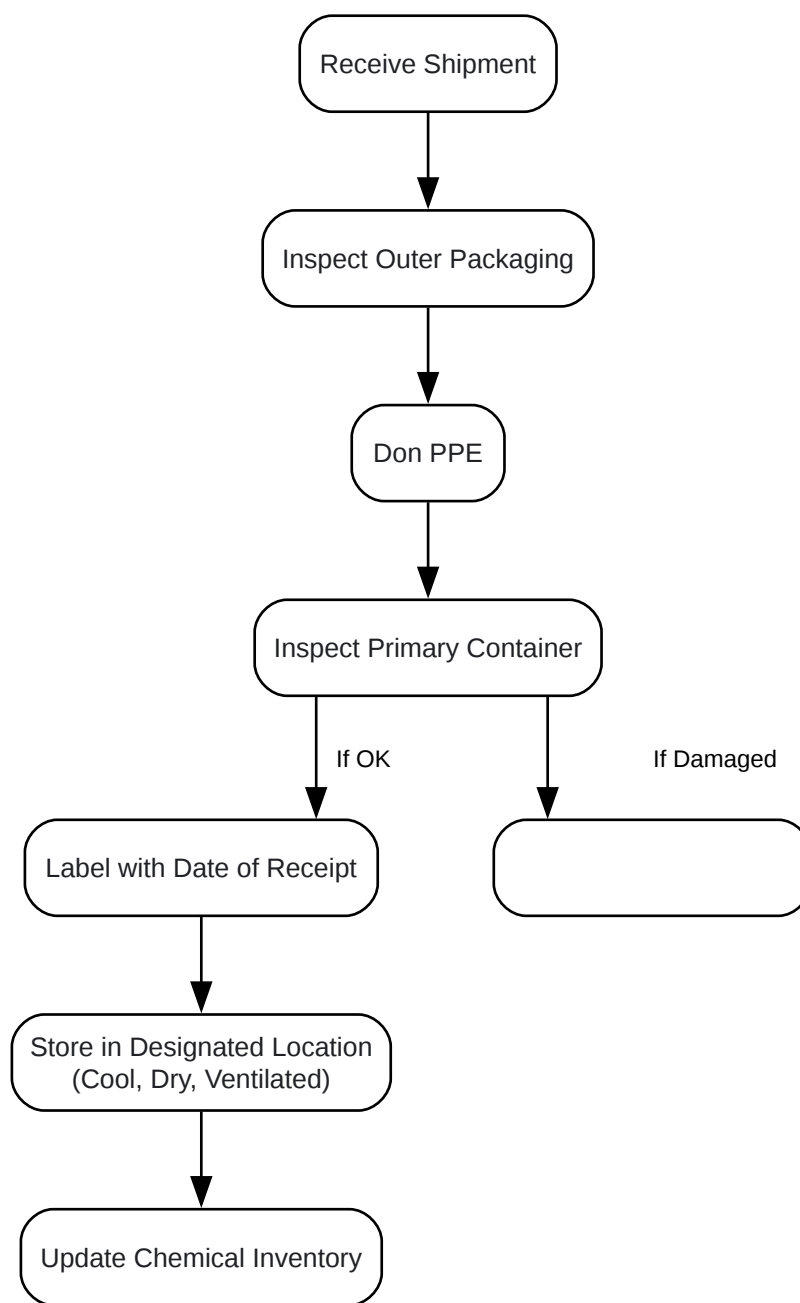 Receive Shipment
Inspect Outer Packaging
Don PPE
Inspect Primary Container
If OK
If Damaged
Label with Date of Receipt
Store in Designated Location
(Cool, Dry, Ventilated)
Update Chemical Inventory